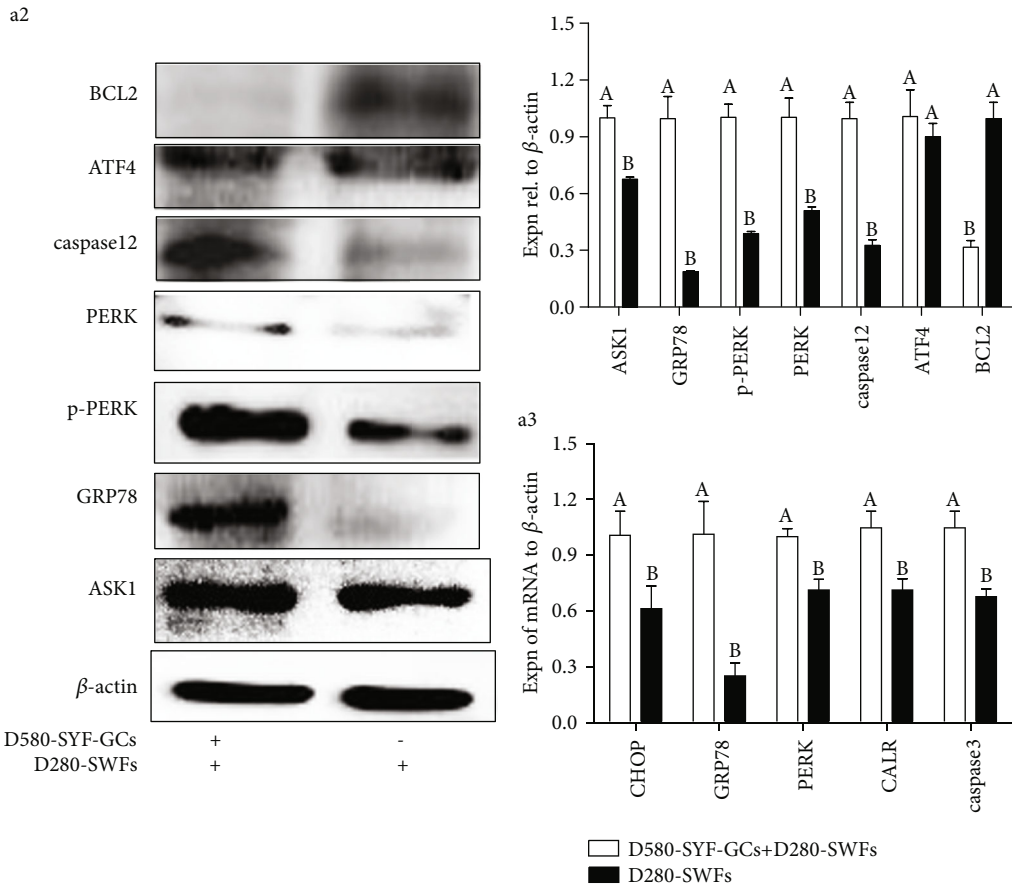 a2
BCL2
ATF4
caspase12
PERK
p-PERK
GRP78
ASK1
β-actin
D580-SYF-GCs + -
D280-SWFs + +
Expn rel. to β-actin
1.5
1.2
0.9
0.6
0.3
0.0
A B A B A B A B A B A A B A
ASK1 GRP78 p-PERK PERK caspase12 ATF4 BCL2
a3
Expn of mRNA to β-actin
1.5
1.2
0.9
0.6
0.3
0.0
A B A B A B A B A B
CHOP GRP78 PERK CALR caspase3
D580-SYF-GCs+D280-SWFs
D280-SWFs